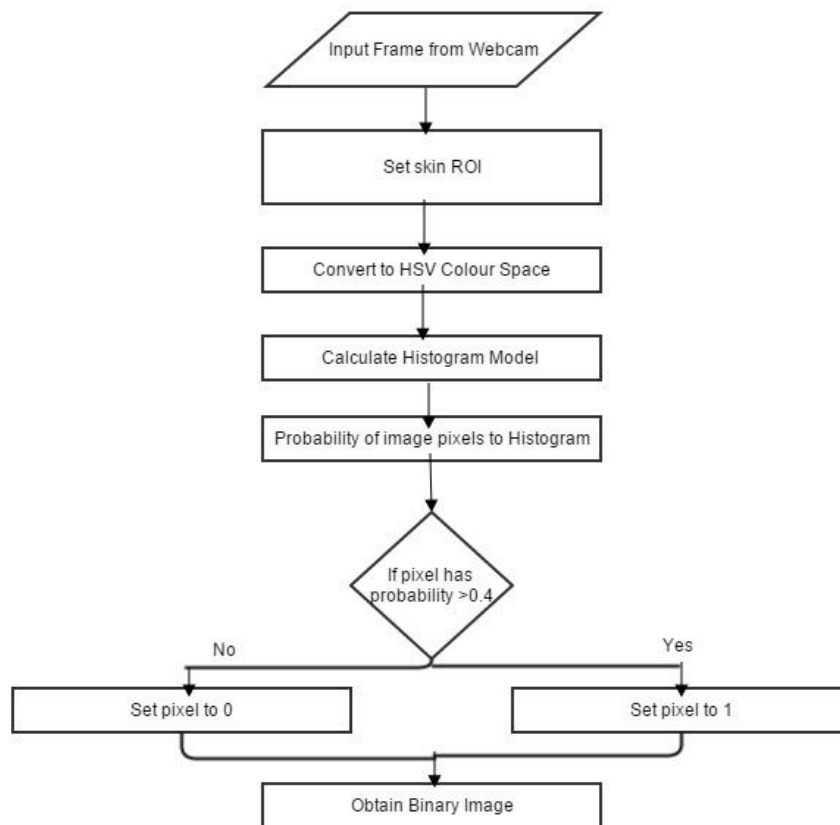 Input Frame from Webcam
Set skin ROI
Convert to HSV Colour Space
Calculate Histogram Model
Probability of image pixels to Histogram
If pixel has
probability >0.4
No
Yes
Set pixel to 0
Set pixel to 1
Obtain Binary Image